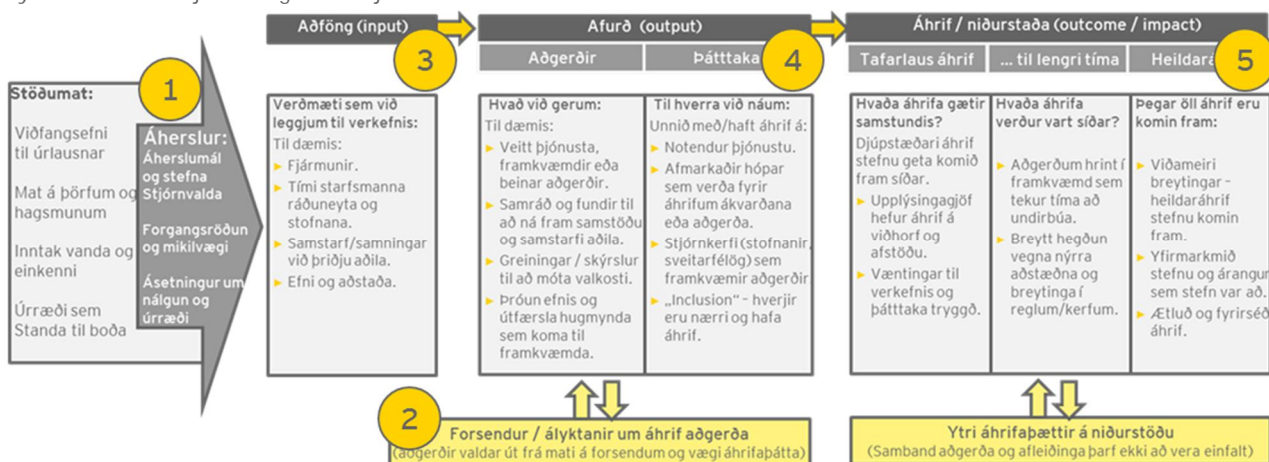 Stöðumat:
1
Viðfangsefni
til úrlausnar
Mat á þörfum og
hagsmunum
Inntak vanda og
einkenni
Úrræði sem
Standa til boða
Áherslur:
Áherslumál
og stefna
Stjórnvalda
Forgangsröðun
og mikilvægi
Ásetningur um
nálgun og
úrræði
Aðföng (input)
3
Verðmæti sem við
leggjum til verkefnis:
Til dæmis:
► Fjármunir.
► Tími starfsmanna
ráðuneyta og
stofnana.
► Samstarf/samningar
við þriðju aðila.
► Efni og aðstaða.
Afurð (output)
4
Aðgerðir
Hvað við gerum:
Til dæmis:
► Veitt þjónusta,
framkvæmdir eða
beinar aðgerðir.
► Samráð og fundir til
að ná fram samstöðu
og samstarfi aðila.
► Greiningar / skýrslur
til að móta valkosti.
► Þróun efnis og
útfærsla hugmynda
sem koma til
framkvæmda.
Þátttaka
Til hverra við náum:
Unnið með/haft áhrif á:
► Notendur þjónustu.
► Afmarkaðir hópar
sem verða fyrir
áhrifum ákvarðana
eða aðgerða.
► Stjórnkerfi (stofnanir,
sveitarfélög) sem
framkvæmir aðgerðir
► „Inclusion“ – hverjir
eru nærri og hafa
áhrif.
Áhrif / niðurstaða (outcome / impact)
5
Tafarlaus áhrif
Hvaða áhrifa gætir
samstundis?
Djúpstæðari áhrif
stefnu geta komið
fram síðar.
► Upplýsingagjöf
hefur áhrif á
viðhorf og
afstöðu.
► Væntingar til
verkefnis og
þátttaka tryggð.
... til lengri tíma
Hvaða áhrifa
verður vart síðar?
► Aðgerðum hrint í
framkvæmd sem
tekur tíma að
undirbúa.
► Breytt hegðun
vegna nýrra
aðstæðna og
breytinga í
reglum/kerfum.
Þegar öll áhrif eru
komin fram:
► Viðameiri
breytingar –
heildaráhrif
stefnu komin
fram.
► Yfirmarkmið
stefnu og árangur
sem stefn var að.
► Ætluð og fyrirséð
áhrif.
2
Forsendur / ályktanir um áhrif aðgerða
(aðgerðir valdar út frá mati á forsendum og vægi áhrifaþátta)
Ytri áhrifaþættir á niðurstöðu
(Samband aðgerða og afleiðinga þarf ekki að vera einfalt)